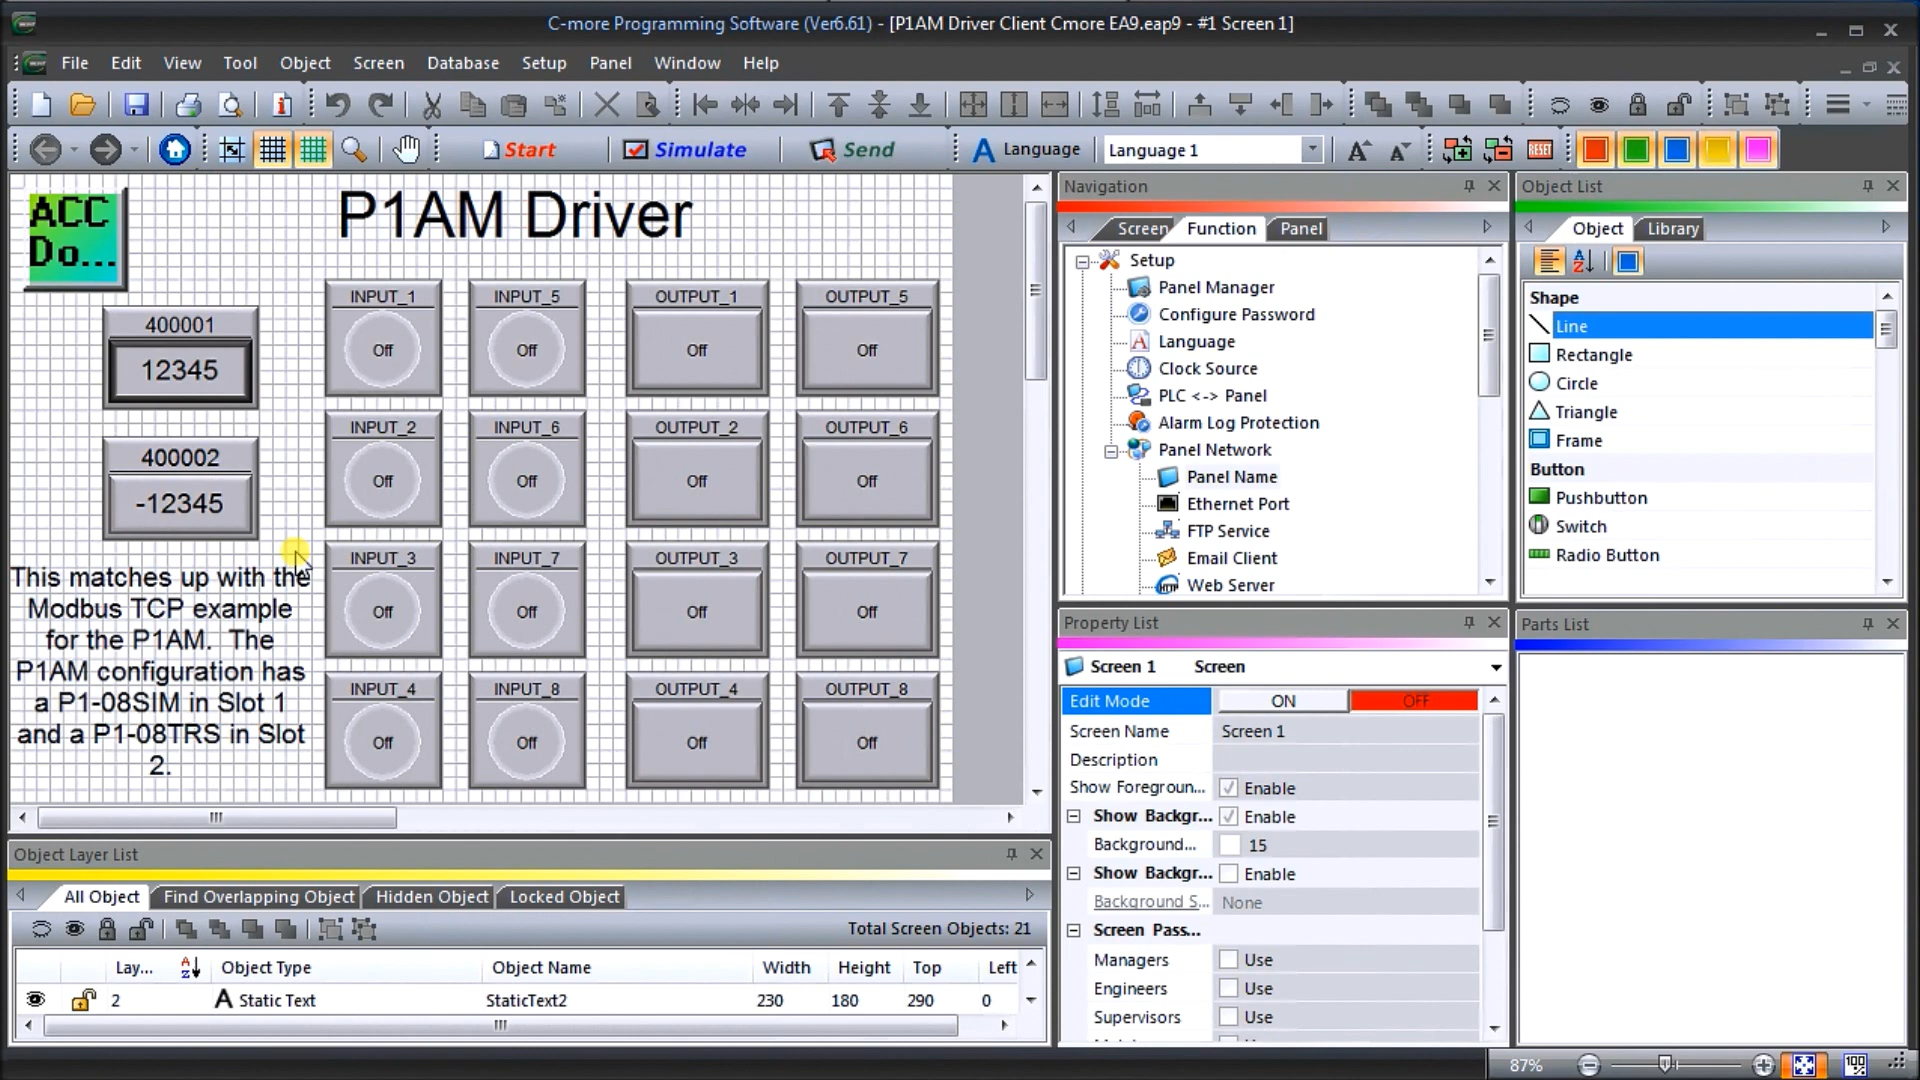 C-more Programming Software (Ver6.61) - [P1AM Driver Client Cmore EA9.eap9 - #1 Screen 1]
File Edit View Tool Object Screen Database Setup Panel Window Help
Start Simulate Send Language Language 1 RESET
ACC
Do...
P1AM Driver
400001
12345
400002
-12345
This matches up with the
Modbus TCP example
for the P1AM. The
P1AM configuration has
a P1-08SIM in Slot 1
and a P1-08TRS in Slot
2.
INPUT_1 INPUT_5 OUTPUT_1 OUTPUT_5
Off Off Off Off
INPUT_2 INPUT_6 OUTPUT_2 OUTPUT_6
Off Off Off Off
INPUT_3 INPUT_7 OUTPUT_3 OUTPUT_7
Off Off Off Off
INPUT_4 INPUT_8 OUTPUT_4 OUTPUT_8
Off Off Off Off
Object Layer List
All Object Find Overlapping Object Hidden Object Locked Object
Total Screen Objects: 21
Lay... Object Type Object Name Width Height Top Left
2 Static Text StaticText2 230 180 290 0
Navigation
Screen Function Panel
Setup
Panel Manager
Configure Password
Language
Clock Source
PLC <-> Panel
Alarm Log Protection
Panel Network
Panel Name
Ethernet Port
FTP Service
Email Client
Web Server
Property List
Screen 1 Screen
Edit Mode ON OFF
Screen Name Screen 1
Description
Show Foregroun... Enable
Show Backgr... Enable
Background... 15
Show Backgr... Enable
Background S... None
Screen Pass...
Managers Use
Engineers Use
Supervisors Use
Object List
Object Library
Shape
Line
Rectangle
Circle
Triangle
Frame
Button
Pushbutton
Switch
Radio Button
Parts List
87% 100%